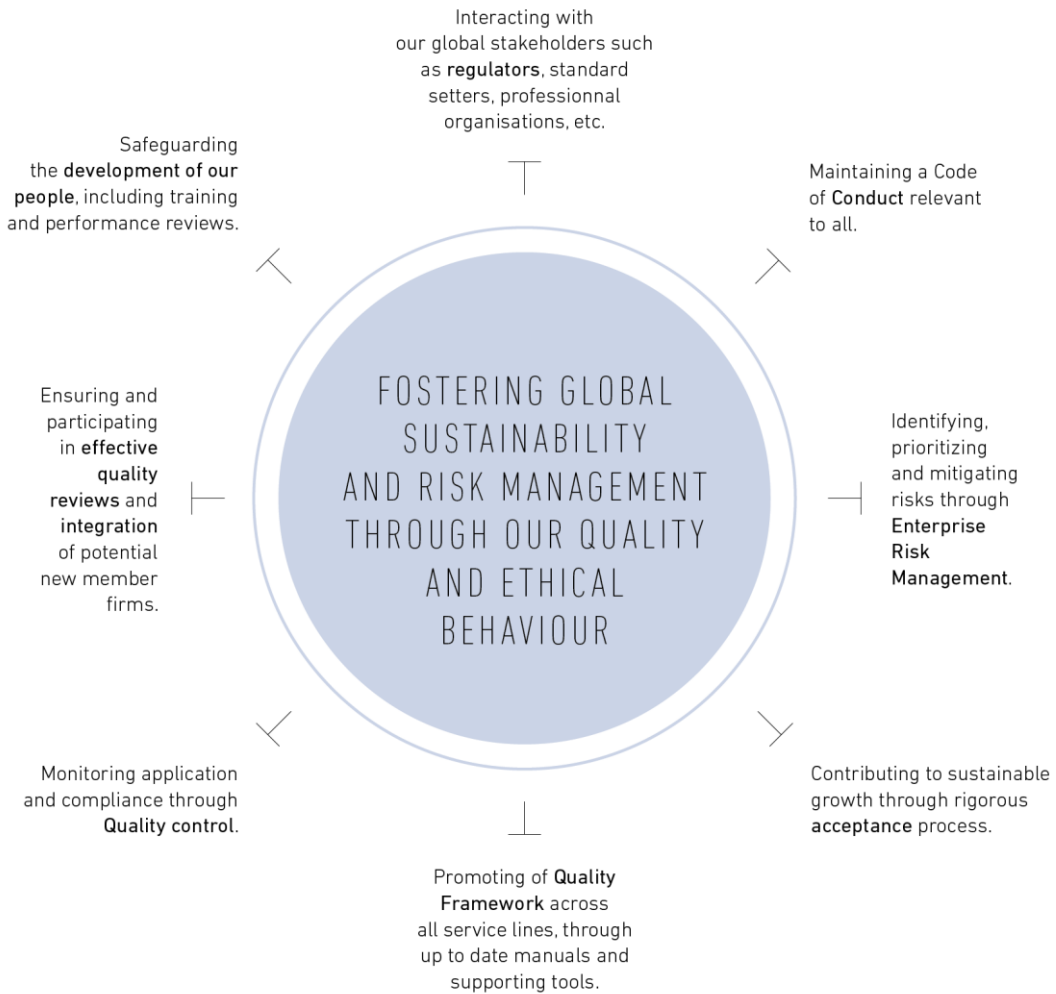 Interacting with
our global stakeholders such
as regulators, standard
setters, professionnal
organisations, etc.
Safeguarding
the development of our
people, including training
and performance reviews.
Maintaining a Code
of Conduct relevant
to all.
Ensuring and
participating
in effective
quality
reviews and
integration
of potential
new member
firms.
FOSTERING GLOBAL
SUSTAINABILITY
AND RISK MANAGEMENT
THROUGH OUR QUALITY
AND ETHICAL
BEHAVIOUR
Identifying,
prioritizing
and mitigating
risks through
Enterprise
Risk
Management.
Monitoring application
and compliance through
Quality control.
Contributing to sustainable
growth through rigorous
acceptance process.
Promoting of Quality
Framework across
all service lines, through
up to date manuals and
supporting tools.